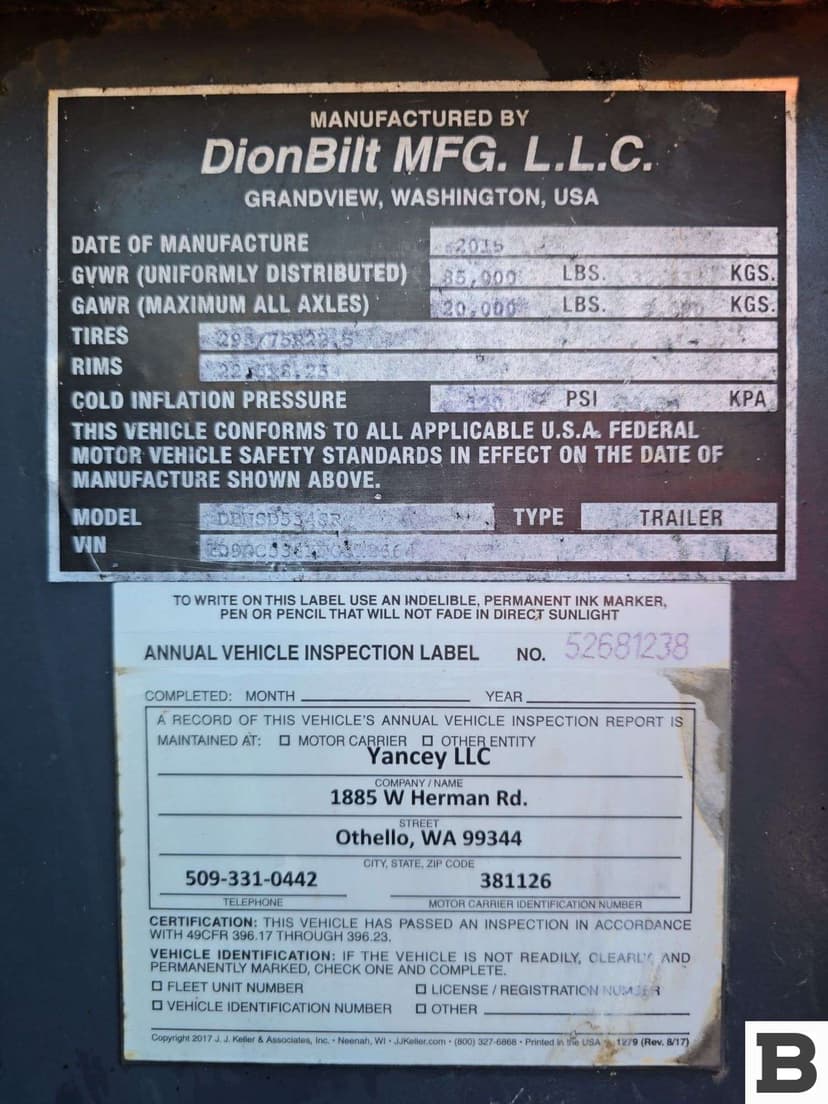 MANUFACTURED BY
DionBilt MFG. L.L.C.
GRANDVIEW, WASHINGTON, USA
DATE OF MANUFACTURE 2015
GVWR (UNIFORMLY DISTRIBUTED) 85,000 LBS. KGS.
GAWR (MAXIMUM ALL AXLES) 20,000 LBS. KGS.
TIRES
RIMS
COLD INFLATION PRESSURE PSI KPA
THIS VEHICLE CONFORMS TO ALL APPLICABLE U.S.A. FEDERAL
MOTOR VEHICLE SAFETY STANDARDS IN EFFECT ON THE DATE OF
MANUFACTURE SHOWN ABOVE.
MODEL TYPE TRAILER
VIN
TO WRITE ON THIS LABEL USE AN INDELIBLE, PERMANENT INK MARKER,
PEN OR PENCIL THAT WILL NOT FADE IN DIRECT SUNLIGHT
ANNUAL VEHICLE INSPECTION LABEL NO. 52681238
COMPLETED: MONTH YEAR
A RECORD OF THIS VEHICLE'S ANNUAL VEHICLE INSPECTION REPORT IS
MAINTAINED AT: ☐ MOTOR CARRIER ☐ OTHER ENTITY
Yancey LLC
COMPANY / NAME
1885 W Herman Rd.
STREET
Othello, WA 99344
CITY, STATE, ZIP CODE
509-331-0442 381126
TELEPHONE MOTOR CARRIER IDENTIFICATION NUMBER
CERTIFICATION: THIS VEHICLE HAS PASSED AN INSPECTION IN ACCORDANCE
WITH 49CFR 396.17 THROUGH 396.23.
VEHICLE IDENTIFICATION: IF THE VEHICLE IS NOT READILY, CLEARLY AND
PERMANENTLY MARKED, CHECK ONE AND COMPLETE.
☐ FLEET UNIT NUMBER ☐ LICENSE / REGISTRATION NUMBER
☐ VEHICLE IDENTIFICATION NUMBER ☐ OTHER
Copyright 2017 J. J. Keller & Associates, Inc. • Neenah, WI • JJKeller.com • (800) 327-6868 • Printed in the USA 1279 (Rev. 8/17)
B